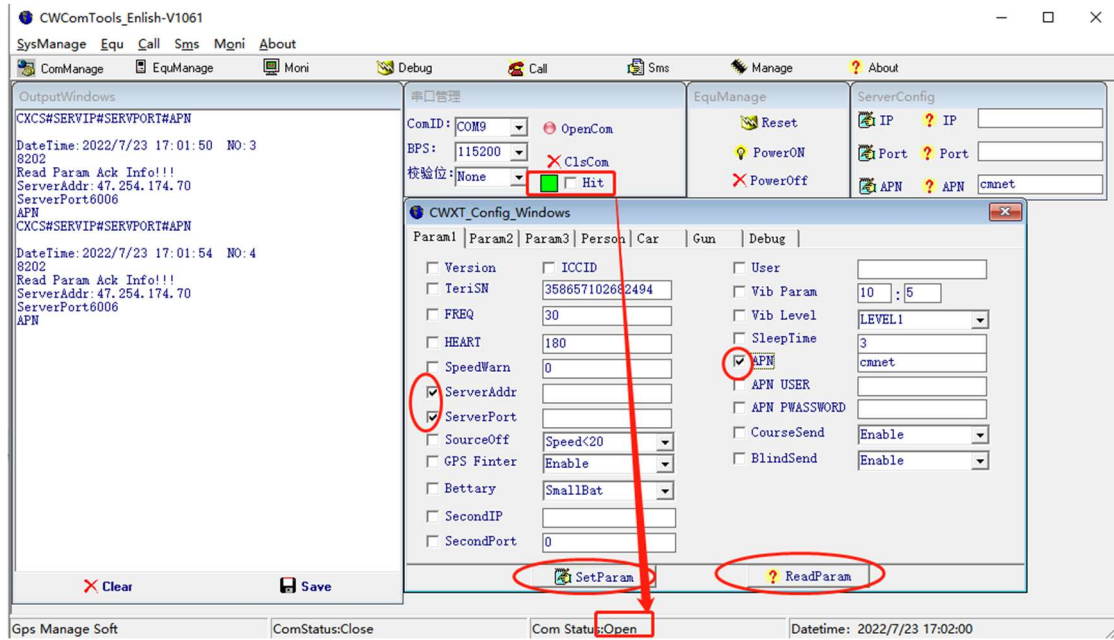 CWComTools_Enlish-V1061
SysManage Equ Call Sms Moni About
ComManage EquManage Moni Debug Call Sms Manage About
OutputWindows
CXCS#SERVIP#SERVPORT#APN
DateTime:2022/7/23 17:01:50 NO:3
8202
Read Param Ack Info!!!
ServerAddr:47.254.174.70
ServerPort6006
APN
CXCS#SERVIP#SERVPORT#APN
DateTime:2022/7/23 17:01:54 NO:4
8202
Read Param Ack Info!!!
ServerAddr:47.254.174.70
ServerPort6006
APN
Clear Save
串口管理
ComID: COM9 OpenCom
BPS: 115200 ClsCom
校验位: None Hit
EquManage
Reset
PowerON
PowerOff
ServerConfig
IP ? IP
Port ? Port
APN ? APN cmnet
CWXT_Config_Windows
Param1 Param2 Param3 Person Car Gun Debug
Version ICCID
TeriSN 358657102682494
FREQ 30
HEART 180
SpeedWarn 0
ServerAddr
ServerPort
SourceOff Speed<20
GPS Finter Enable
Bettary SmallBat
SecondIP
SecondPort 0
User
Vib Param 10 : 5
Vib Level LEVEL1
SleepTime 3
APN cmnet
APN USER
APN PWASSWORD
CourseSend Enable
BlindSend Enable
SetParam ? ReadParam
Gps Manage Soft ComStatus:Close Com Status:Open Datetime: 2022/7/23 17:02:00